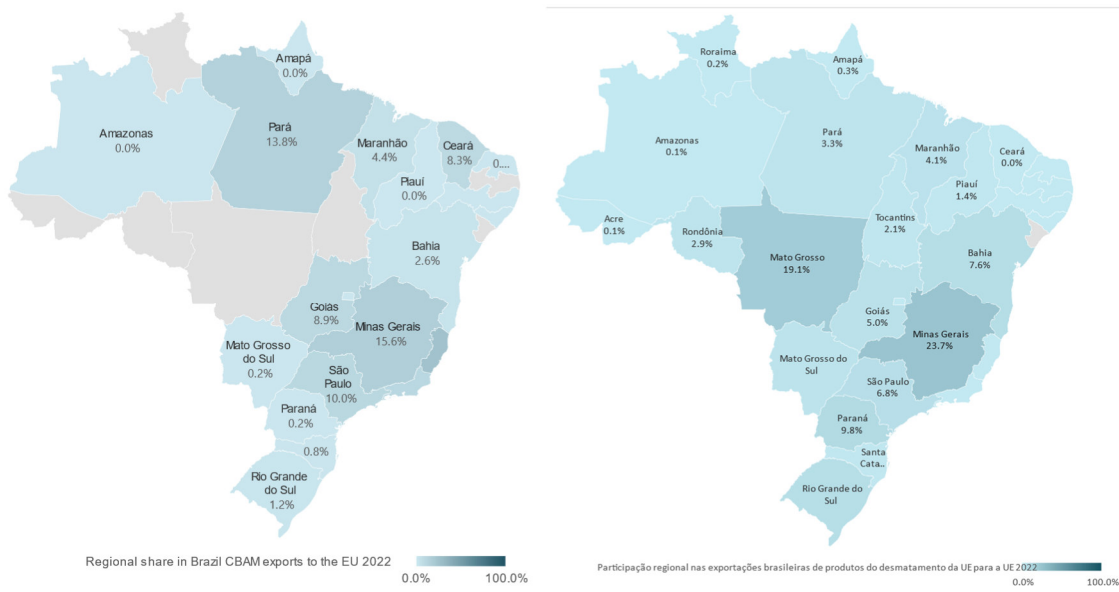 Amapá
0.0%
Amazonas
0.0%
Pará
13.8%
Maranhão
4.4%
Ceará
8.3%
0....
Piauí
0.0%
Bahia
2.6%
Goiás
8.9%
Minas Gerais
15.6%
Mato Grosso
do Sul
0.2%
São
Paulo
10.0%
Paraná
0.2%
0.8%
Rio Grande
do Sul
1.2%
Regional share in Brazil CBAM exports to the EU 2022
0.0%
100.0%
Roraima
0.2%
Amapá
0.3%
Amazonas
0.1%
Pará
3.3%
Maranhão
4.1%
Ceará
0.0%
Piauí
1.4%
Acre
0.1%
Rondônia
2.9%
Tocantins
2.1%
Mato Grosso
19.1%
Bahia
7.6%
Goiás
5.0%
Minas Gerais
23.7%
Mato Grosso do
Sul
São Paulo
6.8%
Paraná
9.8%
Santa
Cata..
Rio Grande do
Sul
Participação regional nas exportações brasileiras de produtos do desmatamento da UE para a UE 2022
0.0%
100.0%